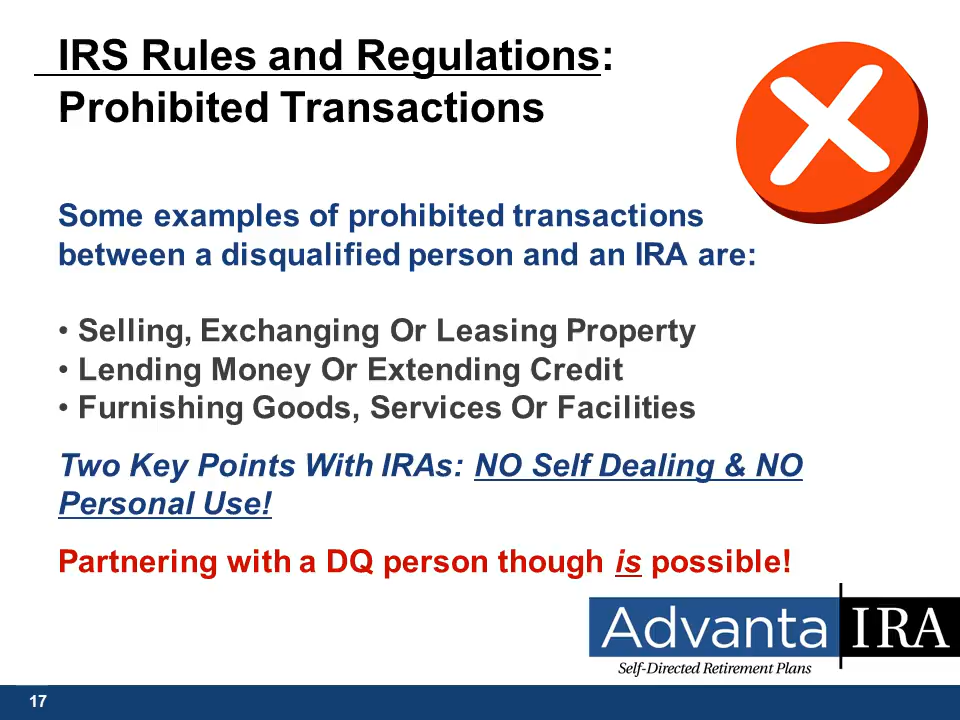 IRS Rules and Regulations:
Prohibited Transactions
Some examples of prohibited transactions
between a disqualified person and an IRA are:
• Selling, Exchanging Or Leasing Property
• Lending Money Or Extending Credit
• Furnishing Goods, Services Or Facilities
Two Key Points With IRAs: NO Self Dealing & NO
Personal Use!
Partnering with a DQ person though is possible!
Advanta IRA
Self-Directed Retirement Plans
17